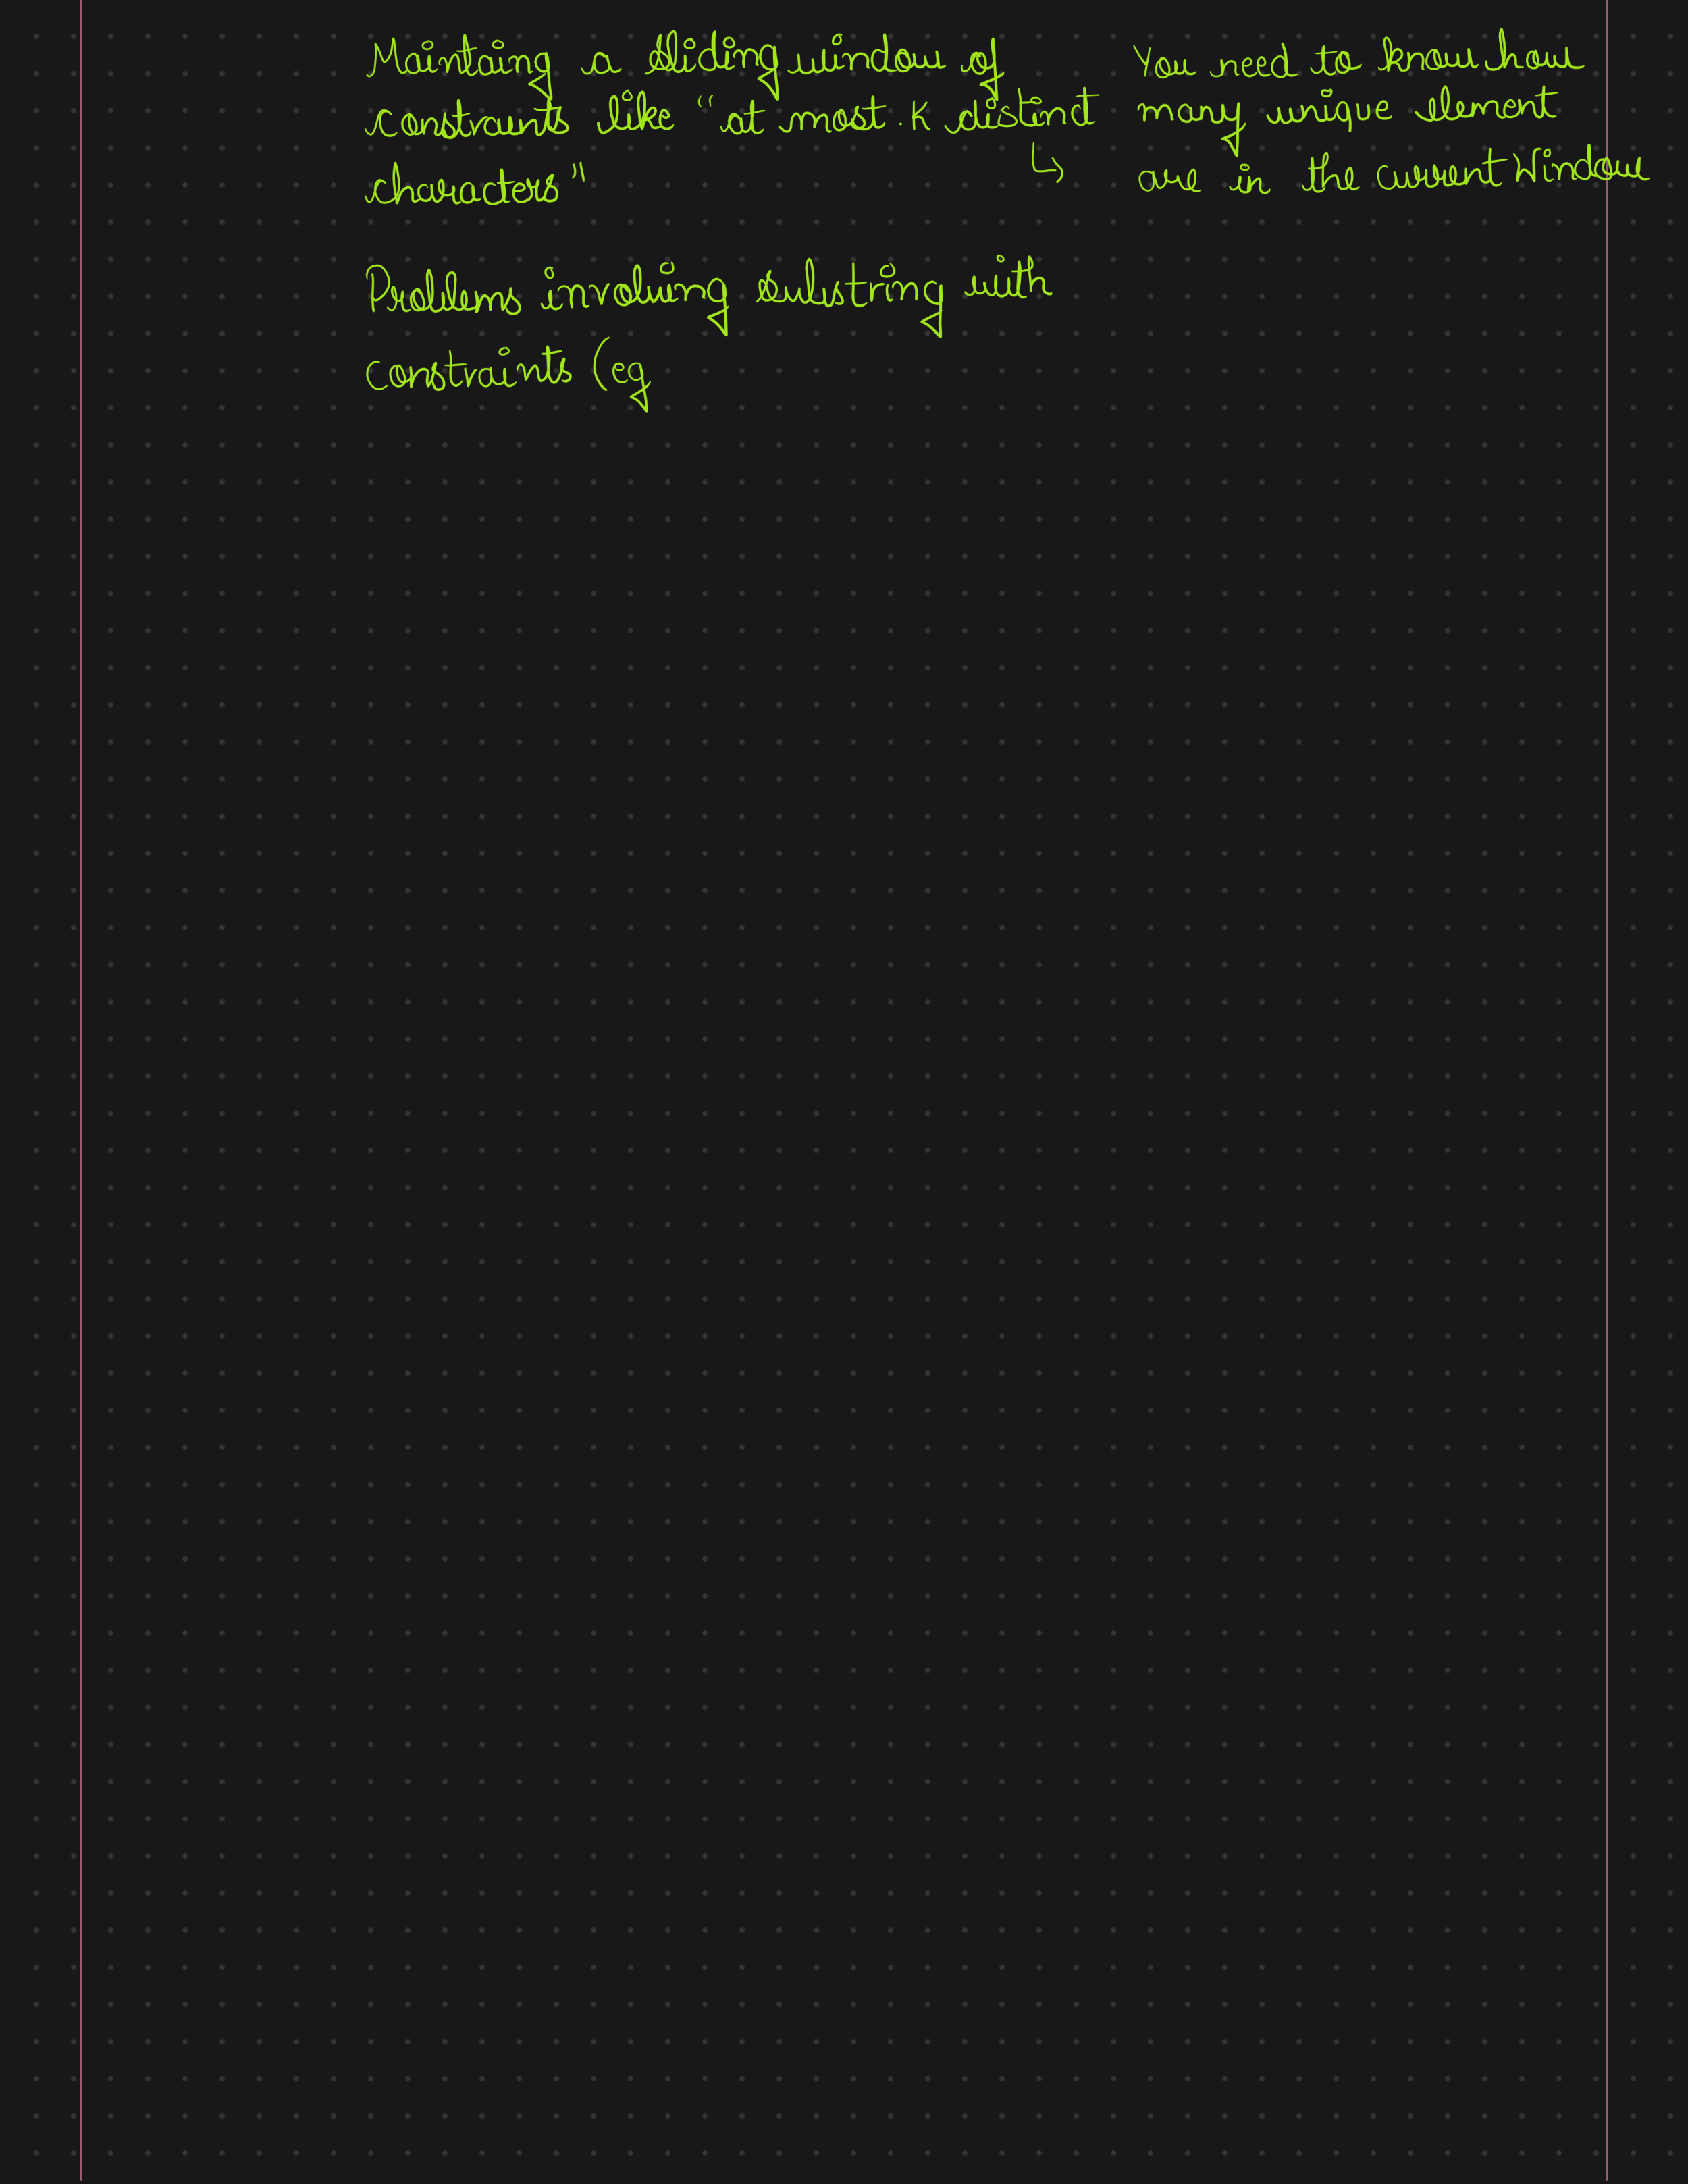 Maintaing a sliding window of
constraints like "at most K distinct
characters"
↳ You need to know how
many unique element
are in the current Window
Problems involving substring with
constraints (eg